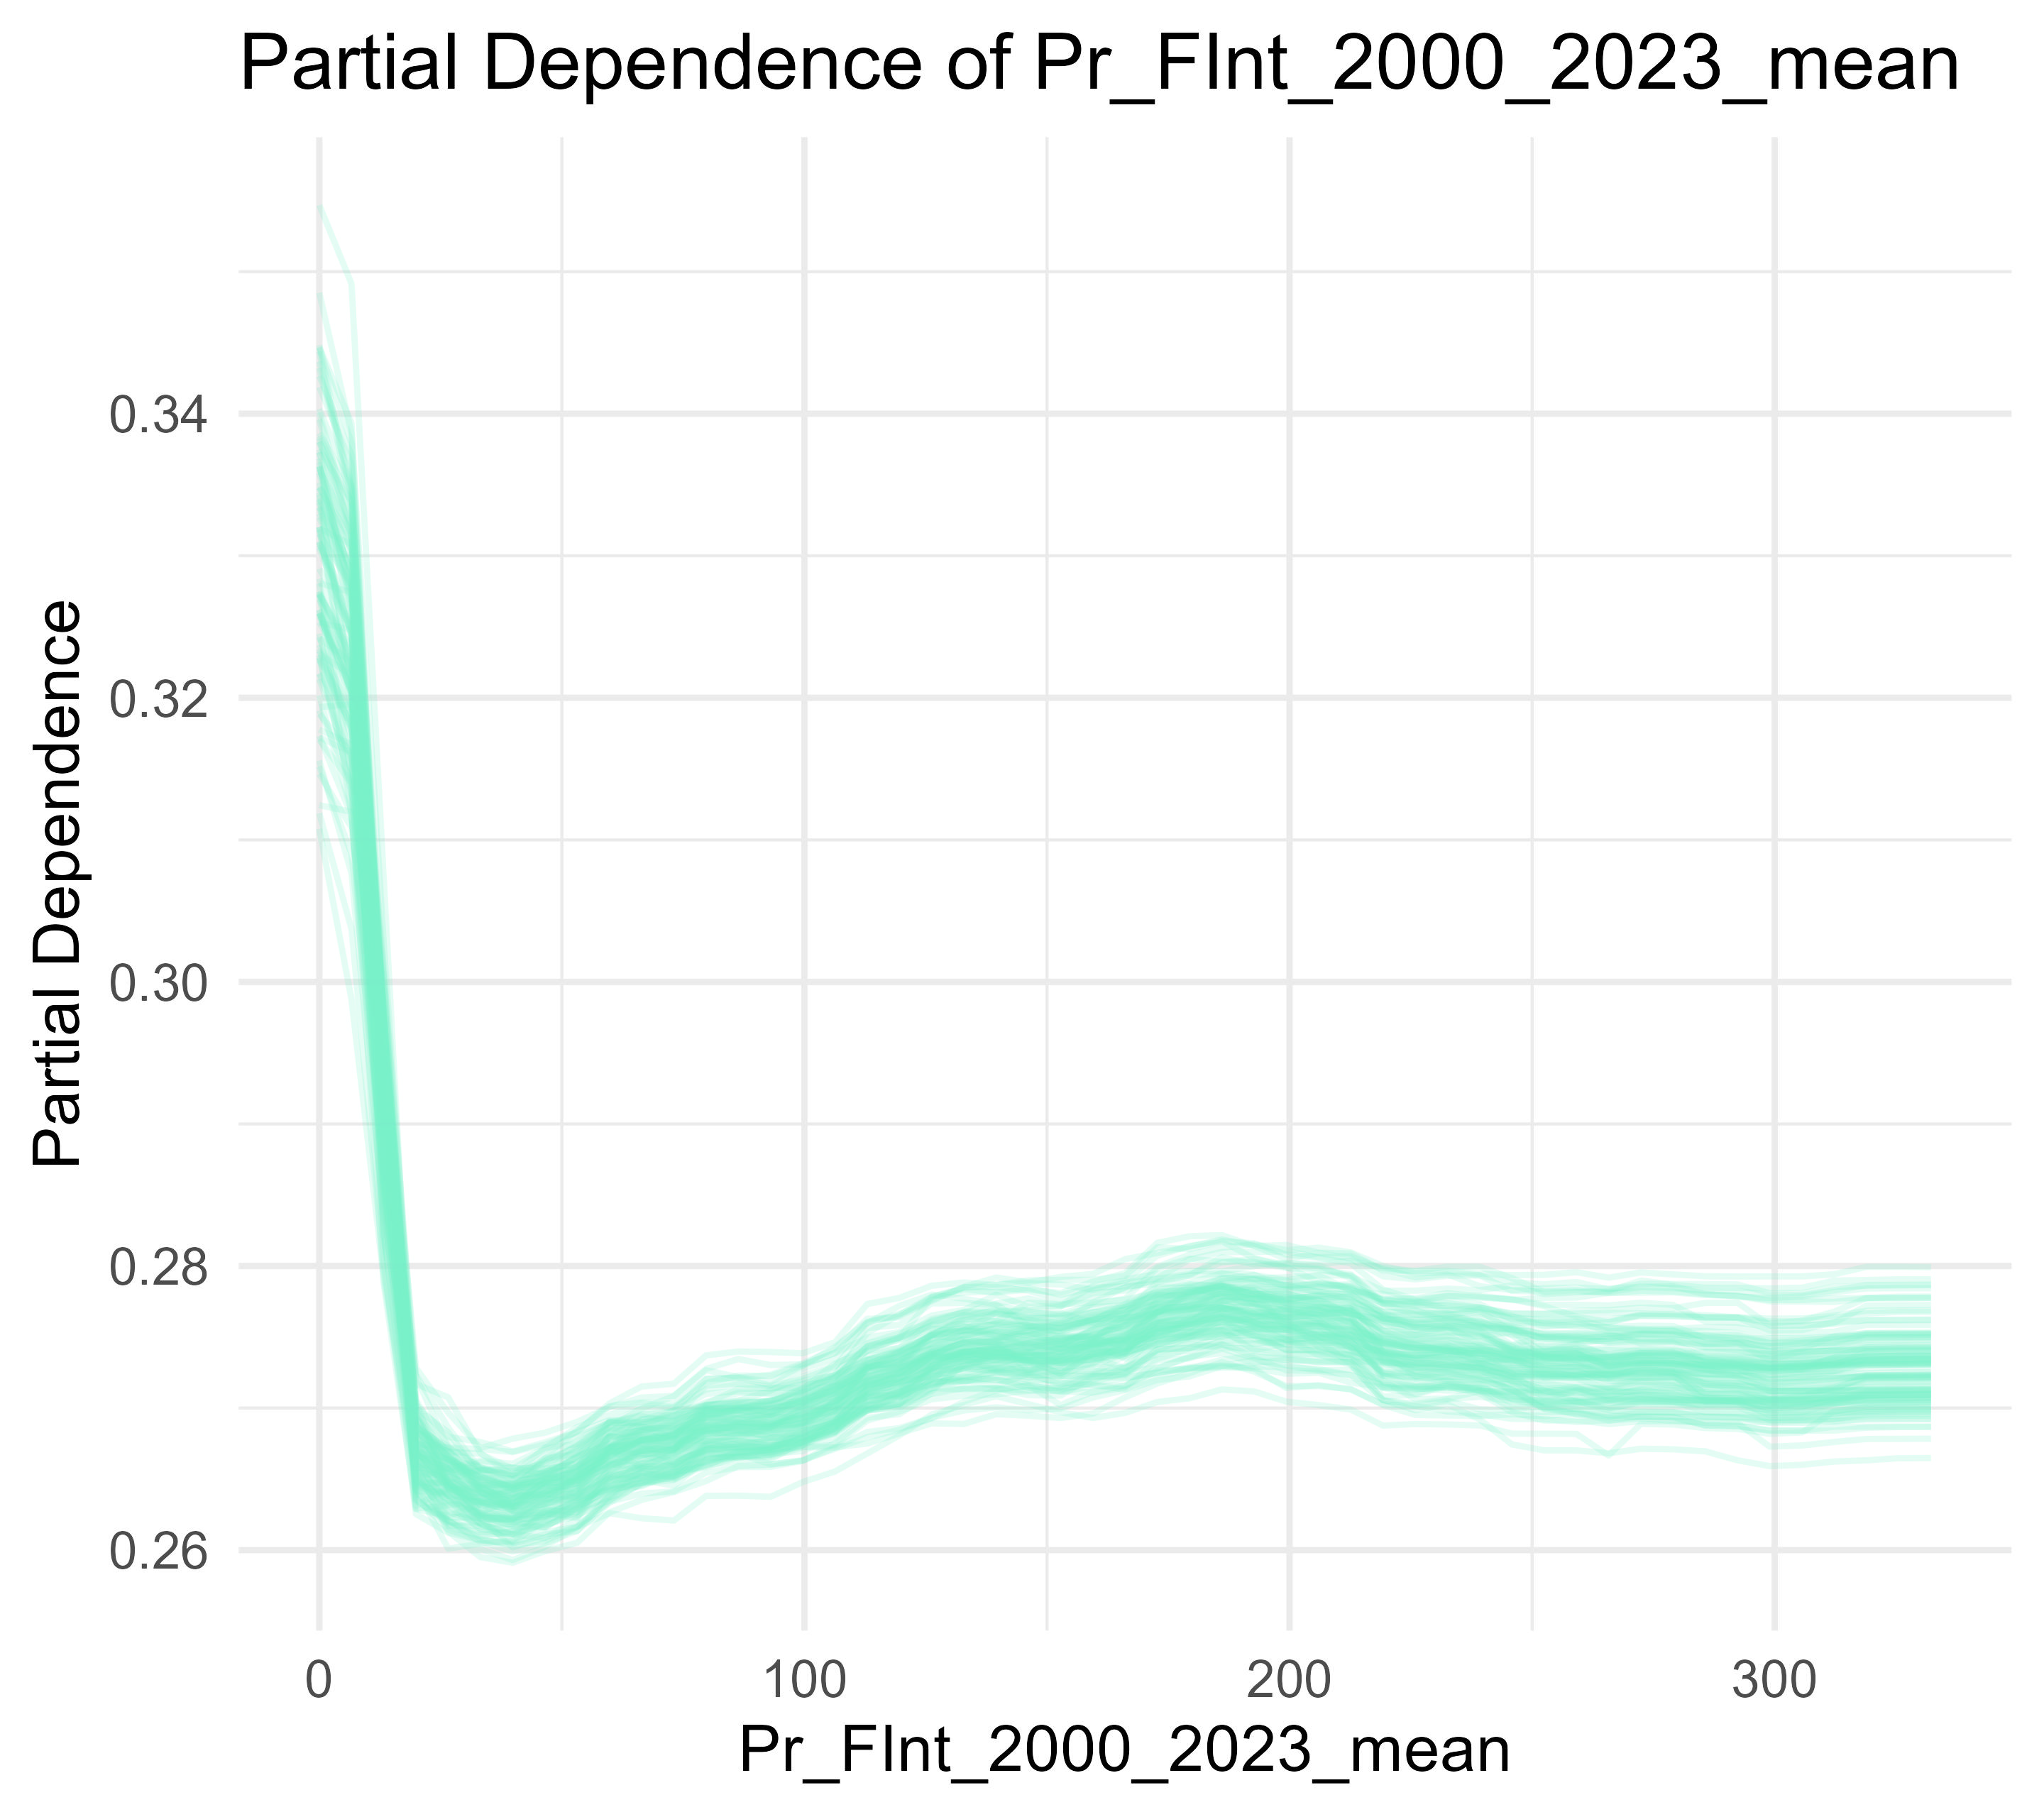 Partial Dependence of Pr_FInt_2000_2023_mean
Partial Dependence
0.34
0.32
0.30
0.28
0.26
0 100 200 300
Pr_FInt_2000_2023_mean